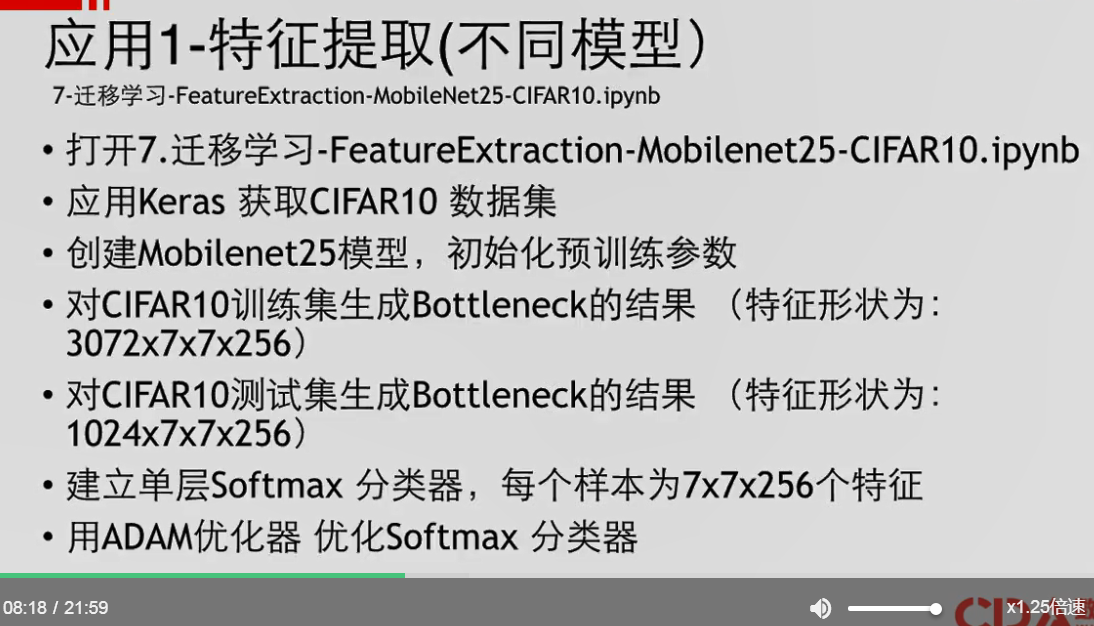 应用1-特征提取(不同模型）
7-迁移学习-FeatureExtraction-MobileNet25-CIFAR10.ipynb
• 打开7.迁移学习-FeatureExtraction-Mobilenet25-CIFAR10.ipynb
• 应用Keras 获取CIFAR10 数据集
• 创建Mobilenet25模型，初始化预训练参数
• 对CIFAR10训练集生成Bottleneck的结果 （特征形状为：
3072x7x7x256）
• 对CIFAR10测试集生成Bottleneck的结果 （特征形状为：
1024x7x7x256）
• 建立单层Softmax 分类器，每个样本为7x7x256个特征
• 用ADAM优化器 优化Softmax 分类器
08:18 / 21:59
x1.25倍速